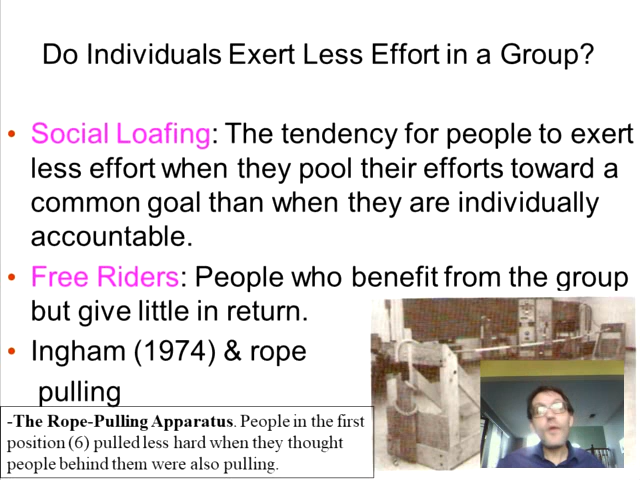 Do Individuals Exert Less Effort in a Group?
• Social Loafing: The tendency for people to exert
less effort when they pool their efforts toward a
common goal than when they are individually
accountable.
• Free Riders: People who benefit from the group
but give little in return.
• Ingham (1974) & rope
pulling
-The Rope-Pulling Apparatus. People in the first
position (6) pulled less hard when they thought
people behind them were also pulling.